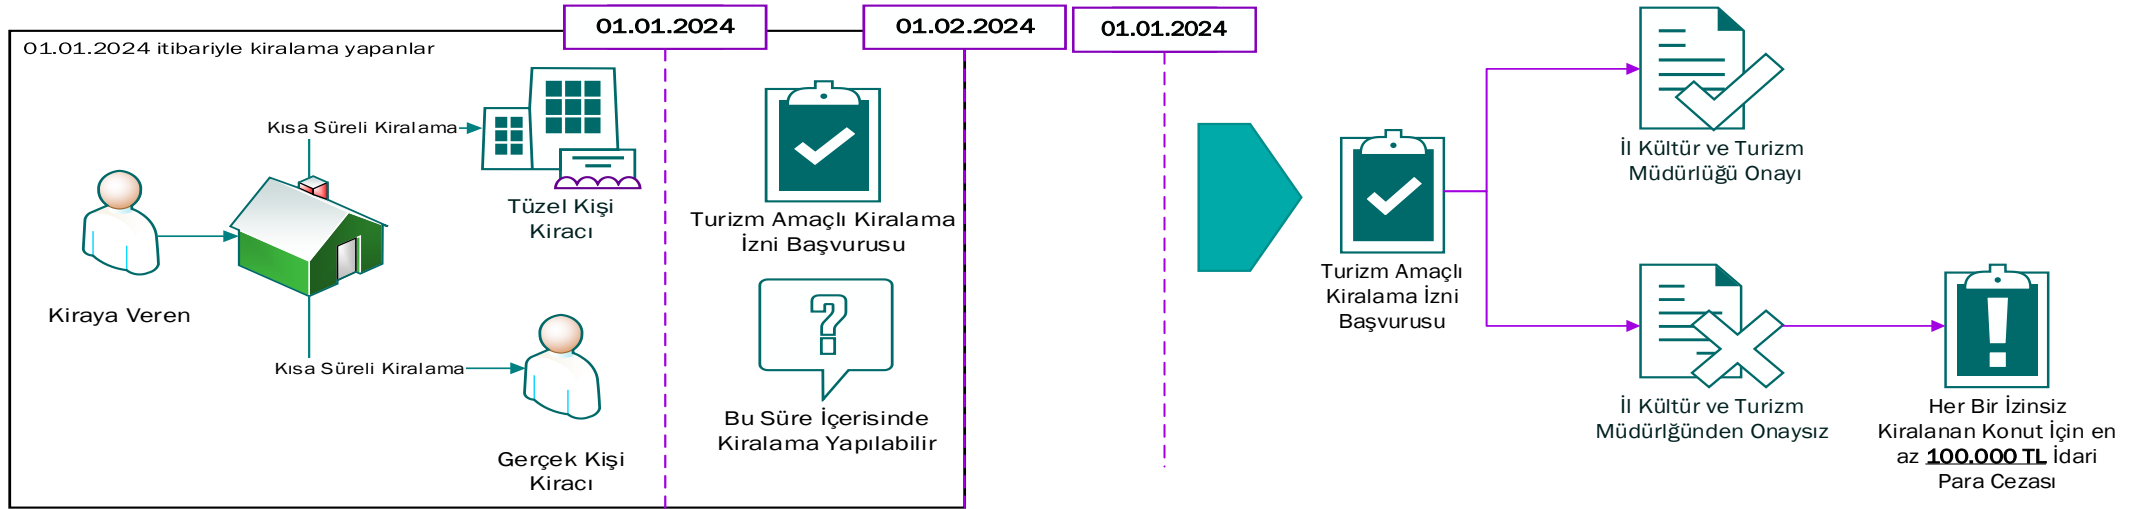 01.01.2024
01.02.2024
01.01.2024
01.01.2024 itibariyle kiralama yapanlar
Kısa Süreli Kiralama
Tüzel Kişi
Kiracı
Kiraya Veren
Kısa Süreli Kiralama
Gerçek Kişi
Kiracı
Turizm Amaçlı Kiralama
İzni Başvurusu
Bu Süre İçerisinde
Kiralama Yapılabilir
Turizm Amaçlı
Kiralama İzni
Başvurusu
İl Kültür ve Turizm
Müdürlüğü Onayı
İl Kültür ve Turizm
Müdürlğünden Onaysız
Her Bir İzinsiz
Kiralanan Konut İçin en
az 100.000 TL İdari
Para Cezası